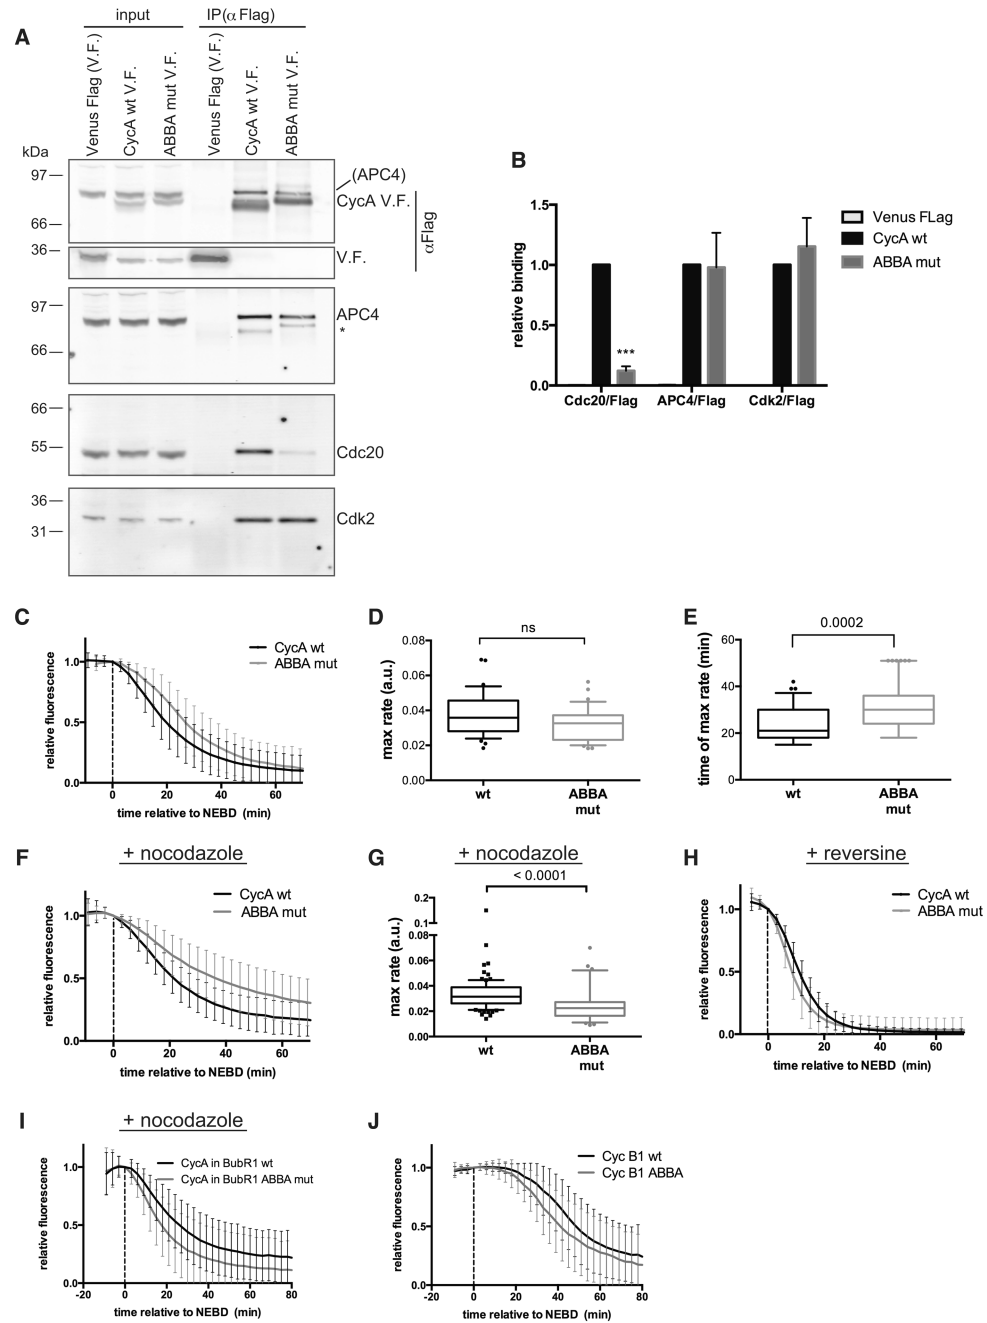 A
input
IP(α Flag)
Venus Flag (V.F.)
CycA wt V.F.
ABBA mut V.F.
Venus Flag (V.F.)
CycA wt V.F.
ABBA mut V.F.
kDa
97
66
(APC4)
CycA V.F.
αFlag
36
V.F.
97
66
APC4
*
66
55
Cdc20
36
31
Cdk2
B
relative binding
1.5
1.0
0.5
0.0
***
Cdc20/Flag APC4/Flag Cdk2/Flag
Venus FLag
CycA wt
ABBA mut
C
relative fluorescence
1.0
0.5
0.0
CycA wt
ABBA mut
0 20 40 60
time relative to NEBD (min)
D
max rate (a.u.)
0.08
0.06
0.04
0.02
0.00
ns
wt ABBA
mut
E
time of max rate (min)
60
40
20
0
0.0002
wt ABBA
mut
F
+ nocodazole
relative fluorescence
1.0
0.5
0.0
CycA wt
ABBA mut
0 20 40 60
time relative to NEBD (min)
G
+ nocodazole
< 0.0001
max rate (a.u.)
0.2
0.1
0.08
0.06
0.04
0.02
0.00
wt ABBA
mut
H
+ reversine
relative fluorescence
1.0
0.5
0.0
CycA wt
ABBA mut
0 20 40 60
time relative to NEBD (min)
I
+ nocodazole
relative fluorescence
1.0
0.5
0.0
CycA in BubR1 wt
CycA in BubR1 ABBA mut
-20 0 20 40 60 80
time relative to NEBD (min)
J
relative fluorescence
1.0
0.5
0.0
Cyc B1 wt
Cyc B1 ABBA
-20 0 20 40 60 80
time relative to NEBD (min)